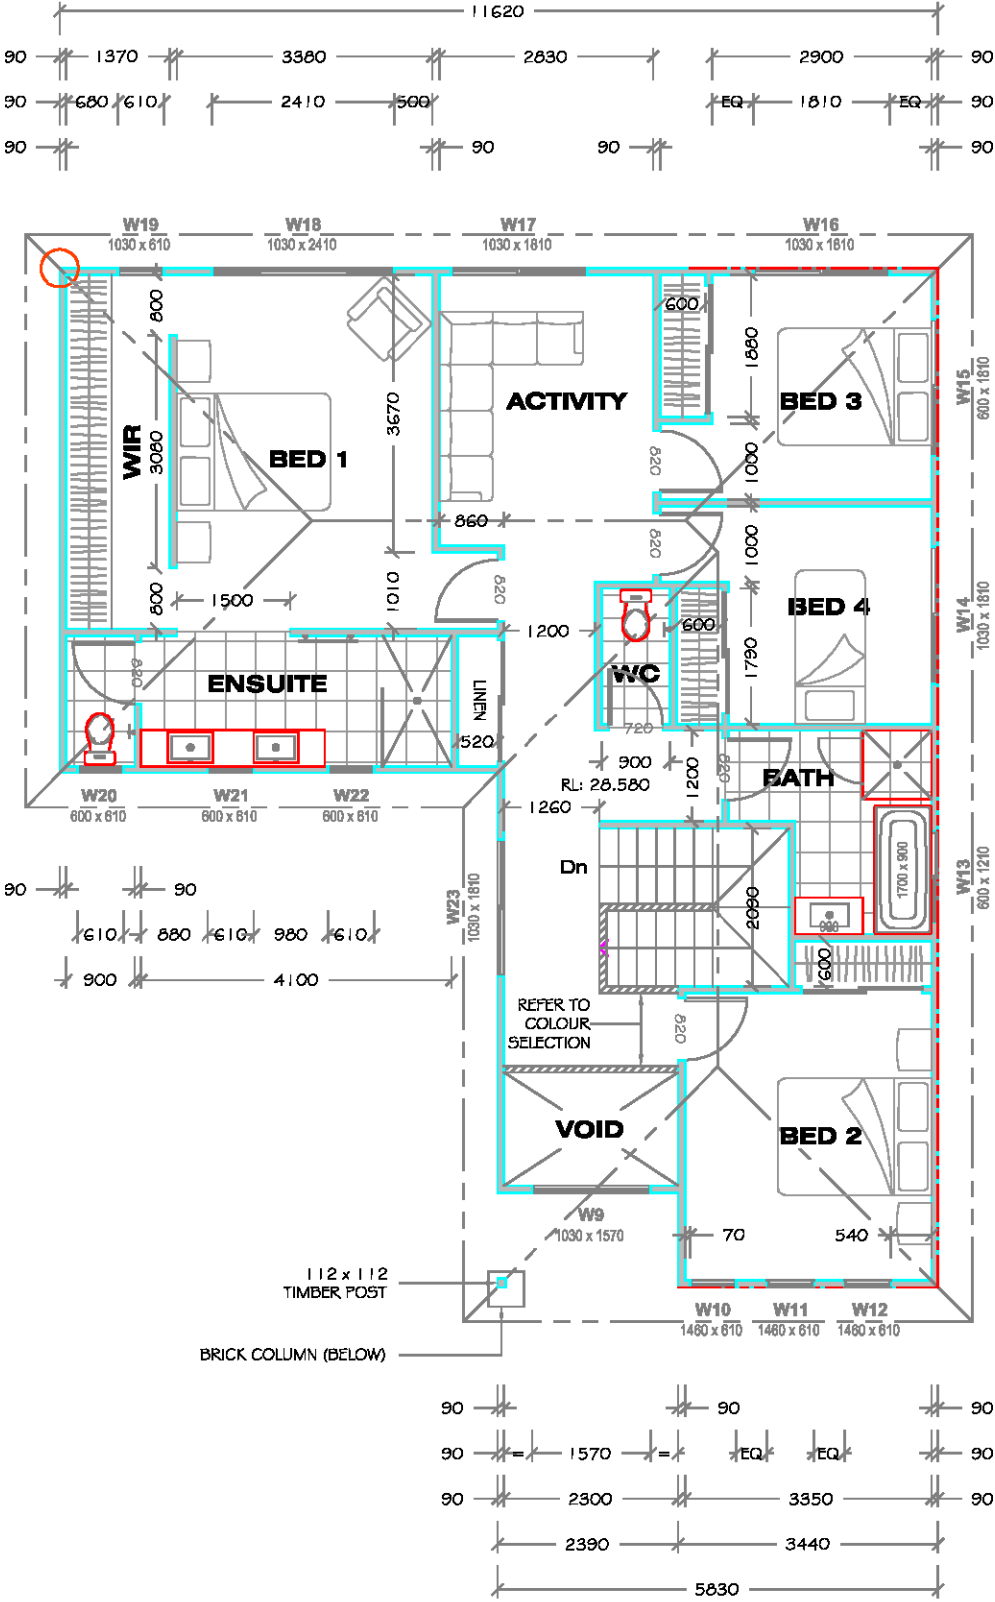 11620
90 1370 3380 2830 2900 90
90 680 610 2410 500 EQ 1810 EQ 90
90 90 90 90
W19 W18 W17 W16
1030 x 610 1030 x 2410 1030 x 1810 1030 x 1810
800
600
1880
3670
W15
600 x 1810
ACTIVITY
BED 3
WIR
3080
BED 1
820
1000
860
820
1000
820
800
1500
1010
1200
600
BED 4
W14
1030 x 1810
1790
WC
820
ENSUITE
LINEN
720
520
900
1200
820
BATH
RL: 28.580
W20 W21 W22
600 x 610 600 x 610 600 x 610
1260
Dn
1700 x 900
W13
600 x 1210
W23
1030 x 1810
2090
900
90 90
610 880 610 980 610
900 4100
600
REFER TO
COLOUR
SELECTION
820
VOID
BED 2
W9
1030 x 1570
70 540
112 x 112
TIMBER POST
W10 W11 W12
1460 x 610 1460 x 610 1460 x 610
BRICK COLUMN (BELOW)
90 90 90
90 = 1570 = EQ EQ 90
90 2300 3350 90
2390 3440
5830